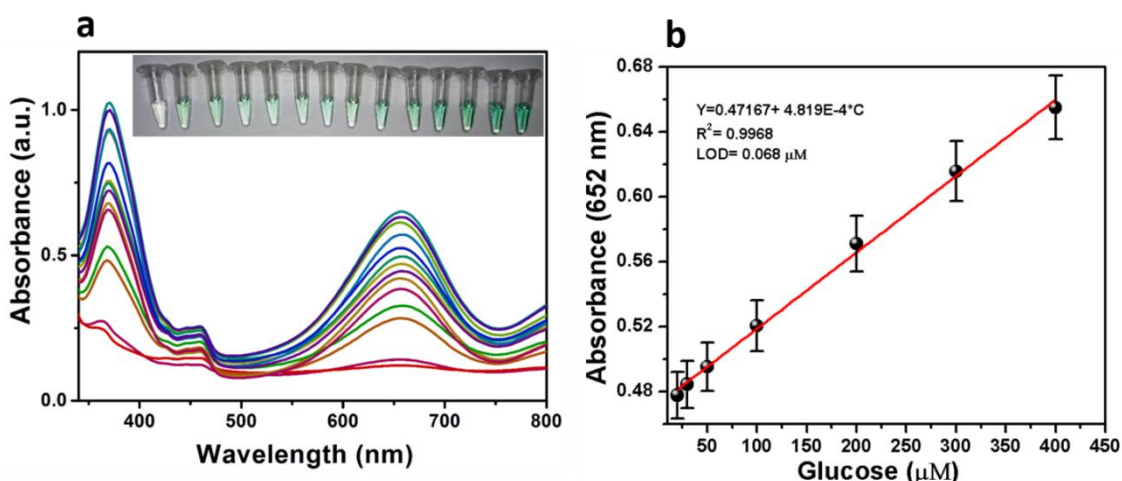 a
1.0
0.5
0.0
Absorbance (a.u.)
400
500
600
700
800
Wavelength (nm)
b
0.68
0.64
0.60
0.56
0.52
0.48
Absorbance (652 nm)
Y=0.47167+ 4.819E-4*C
R²= 0.9968
LOD= 0.068 μM
50
100
150
200
250
300
350
400
450
Glucose (μM)